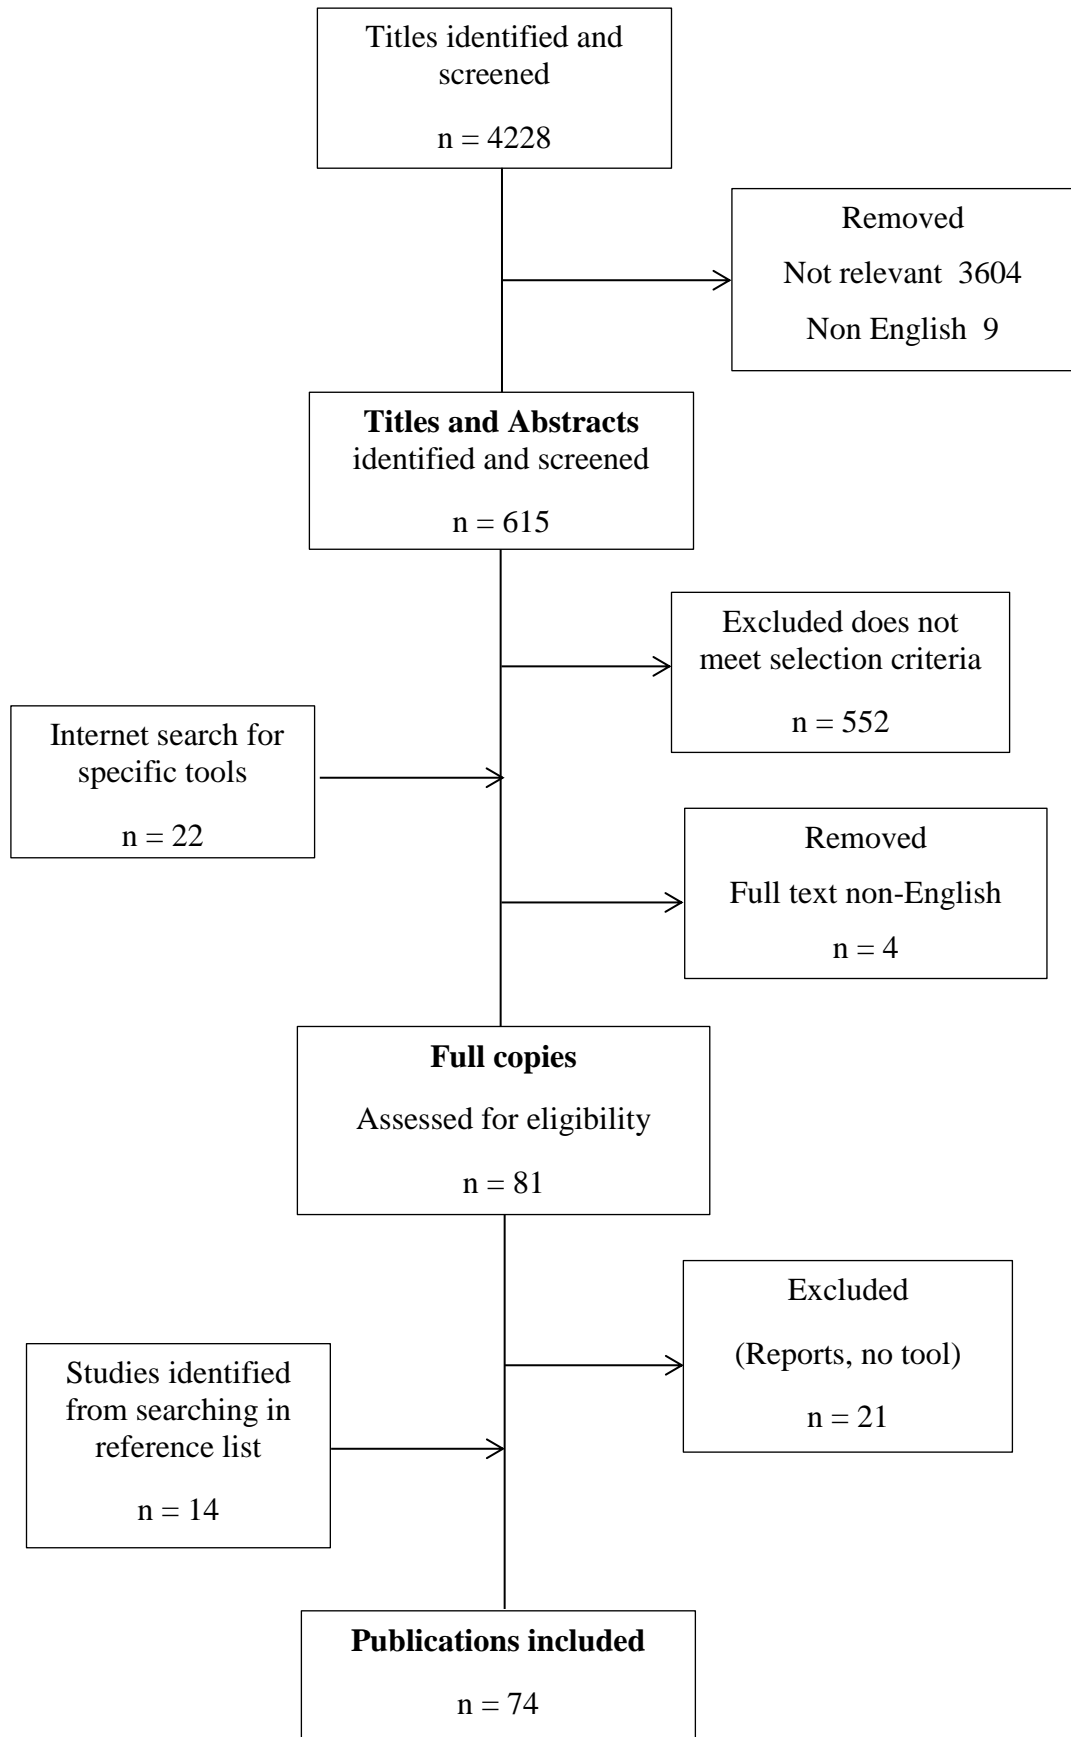 Titles identified and
screened
n = 4228
Removed
Not relevant  3604
Non English  9
Titles and Abstracts
identified and screened
n = 615
Excluded does not
meet selection criteria
n = 552
Internet search for
specific tools
n = 22
Removed
Full text non-English
n = 4
Full copies
Assessed for eligibility
n = 81
Excluded
(Reports, no tool)
n = 21
Studies identified
from searching in
reference list
n = 14
Publications included
n = 74